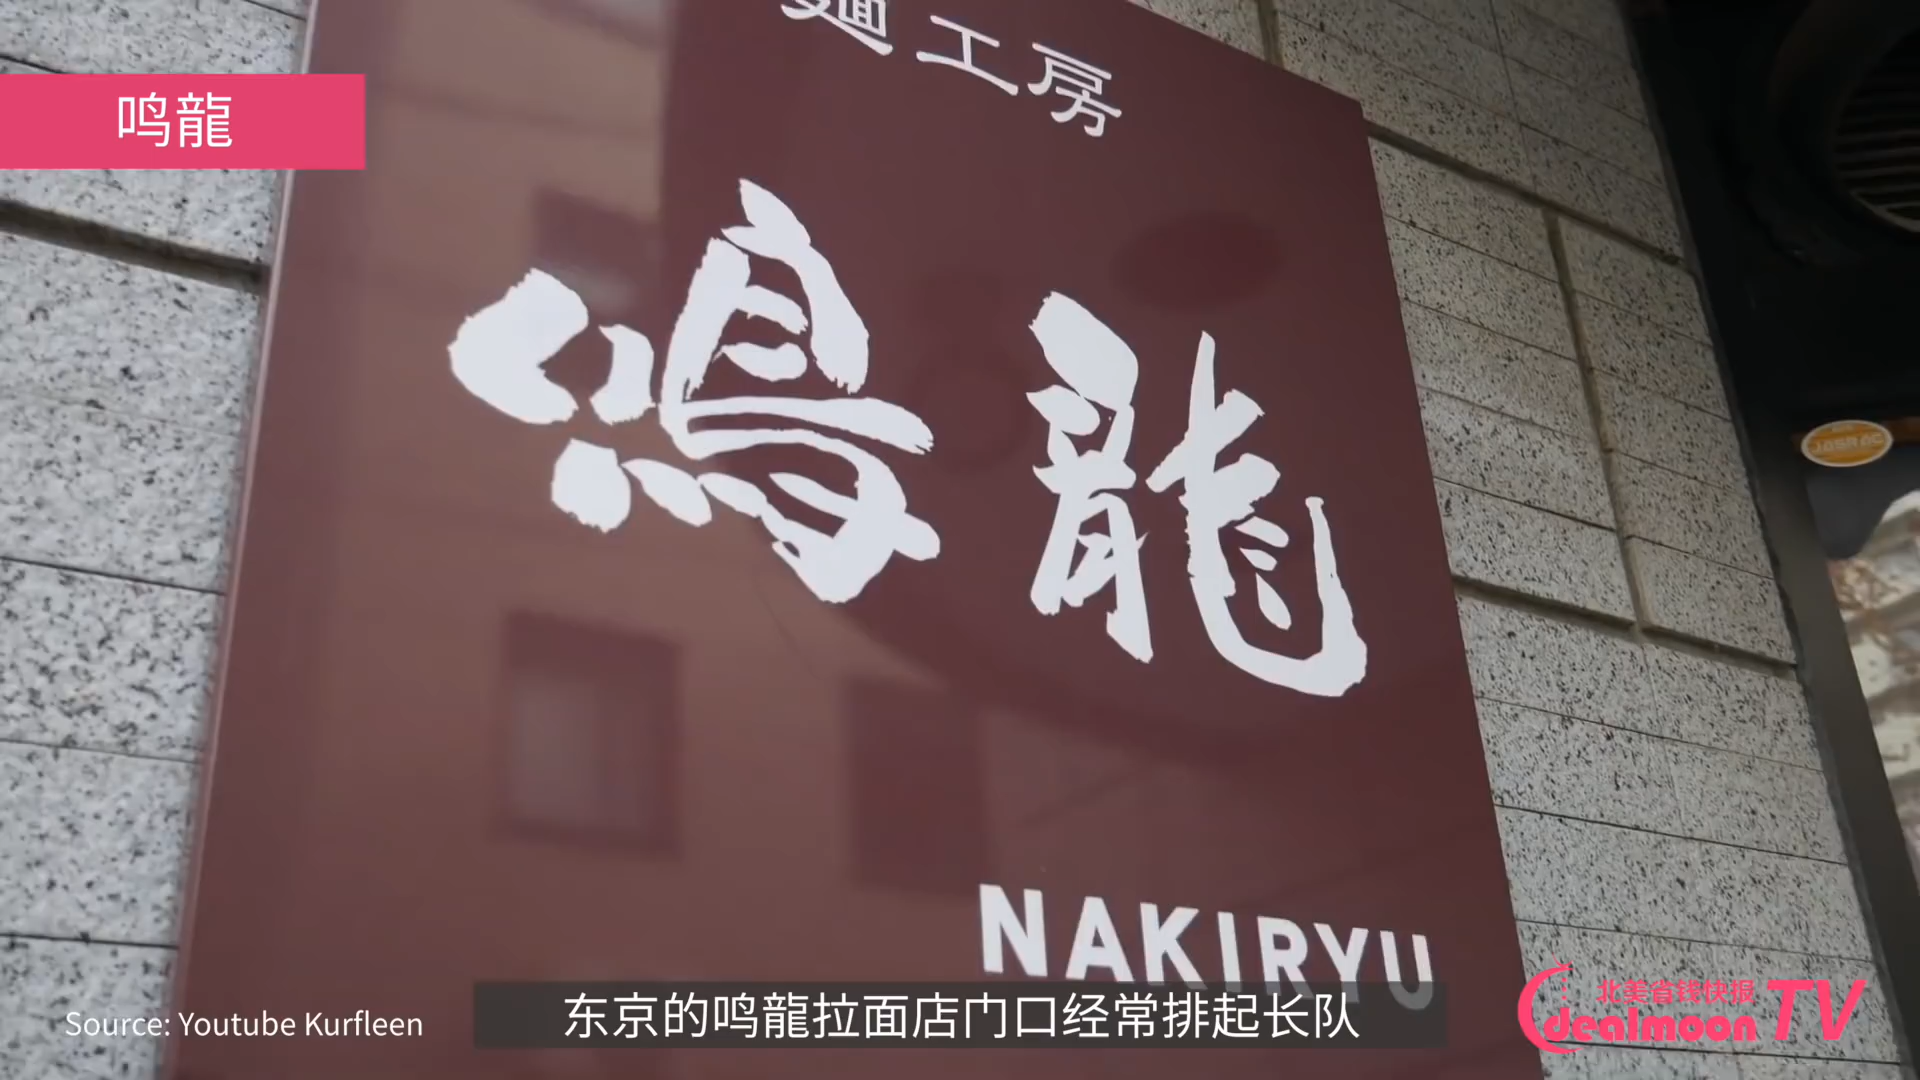 麺工房
鸣龍
鳴龍
NAKIRYU
JASRAC
Source: Youtube Kurfleen
东京的鸣龍拉面店门口经常排起长队
北美省钱快报
dealmoon TV